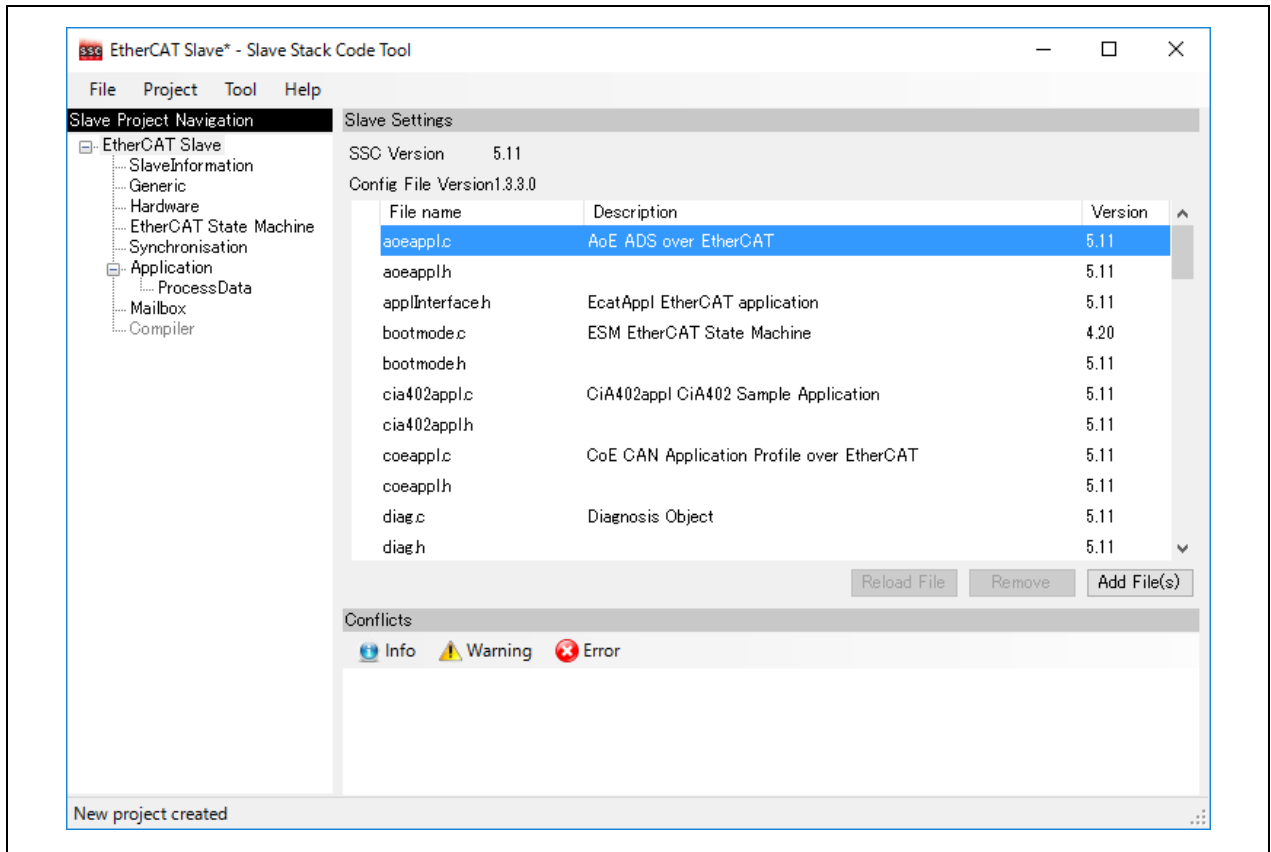 SSC EtherCAT Slave* - Slave Stack Code Tool
File Project Tool Help
Slave Project Navigation
EtherCAT Slave
SlaveInformation
Generic
Hardware
EtherCAT State Machine
Synchronisation
Application
ProcessData
Mailbox
Compiler
Slave Settings
SSC Version 5.11
Config File Version1.3.3.0
File name Description Version
aoeappl.c AoE ADS over EtherCAT 5.11
aoeappl.h 5.11
applInterface.h EcatAppl EtherCAT application 5.11
bootmode.c ESM EtherCAT State Machine 4.20
bootmode.h 5.11
cia402appl.c CiA402appl CiA402 Sample Application 5.11
cia402appl.h 5.11
coeappl.c CoE CAN Application Profile over EtherCAT 5.11
coeappl.h 5.11
diag.c Diagnosis Object 5.11
diag.h 5.11
Reload File Remove Add File(s)
Conflicts
Info Warning Error
New project created